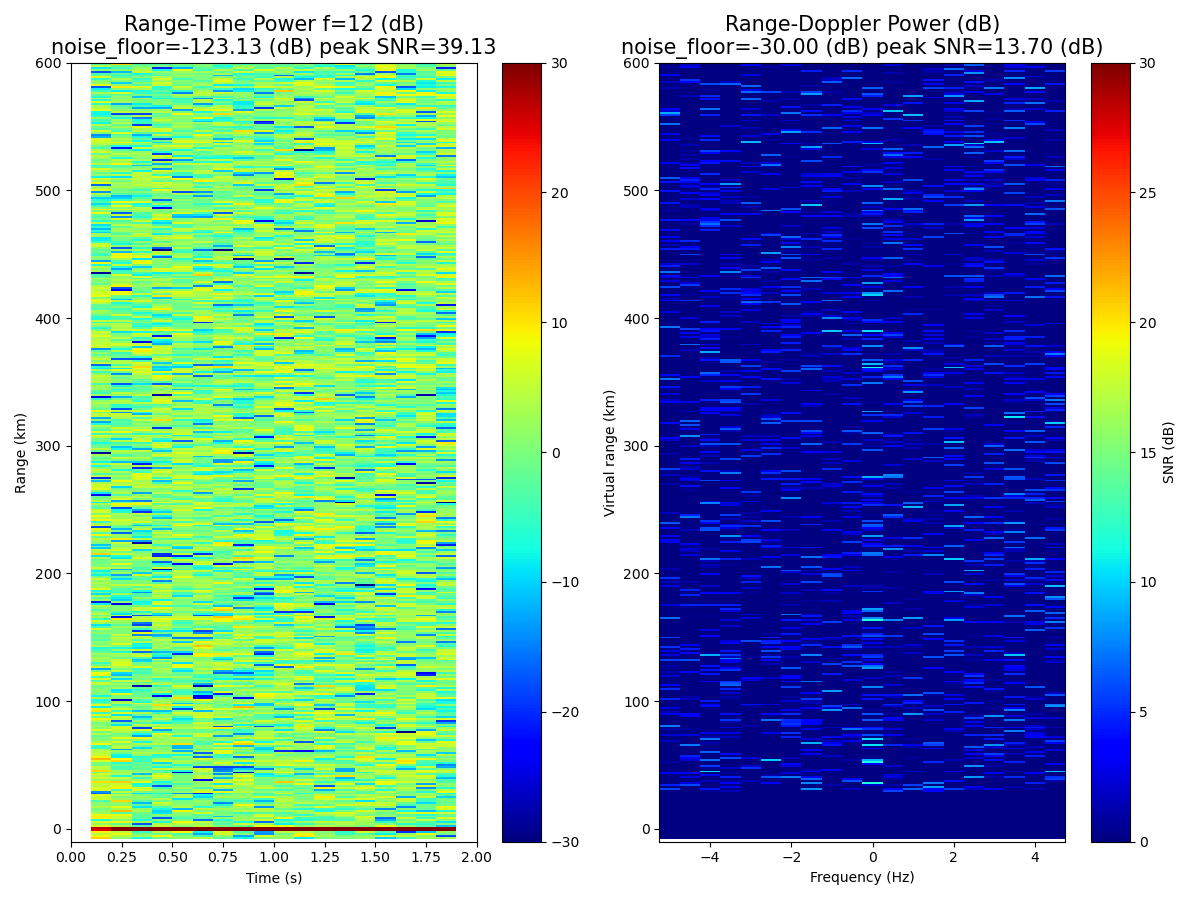 Range-Time Power f=12 (dB)
noise_floor=-123.13 (dB) peak SNR=39.13
Range (km)
600
500
400
300
200
100
0
0.00 0.25 0.50 0.75 1.00 1.25 1.50 1.75 2.00
Time (s)
30
20
10
0
−10
−20
−30
Range-Doppler Power (dB)
noise_floor=-30.00 (dB) peak SNR=13.70 (dB)
Virtual range (km)
600
500
400
300
200
100
0
−4 −2 0 2 4
Frequency (Hz)
30
25
20
15
10
5
0
SNR (dB)